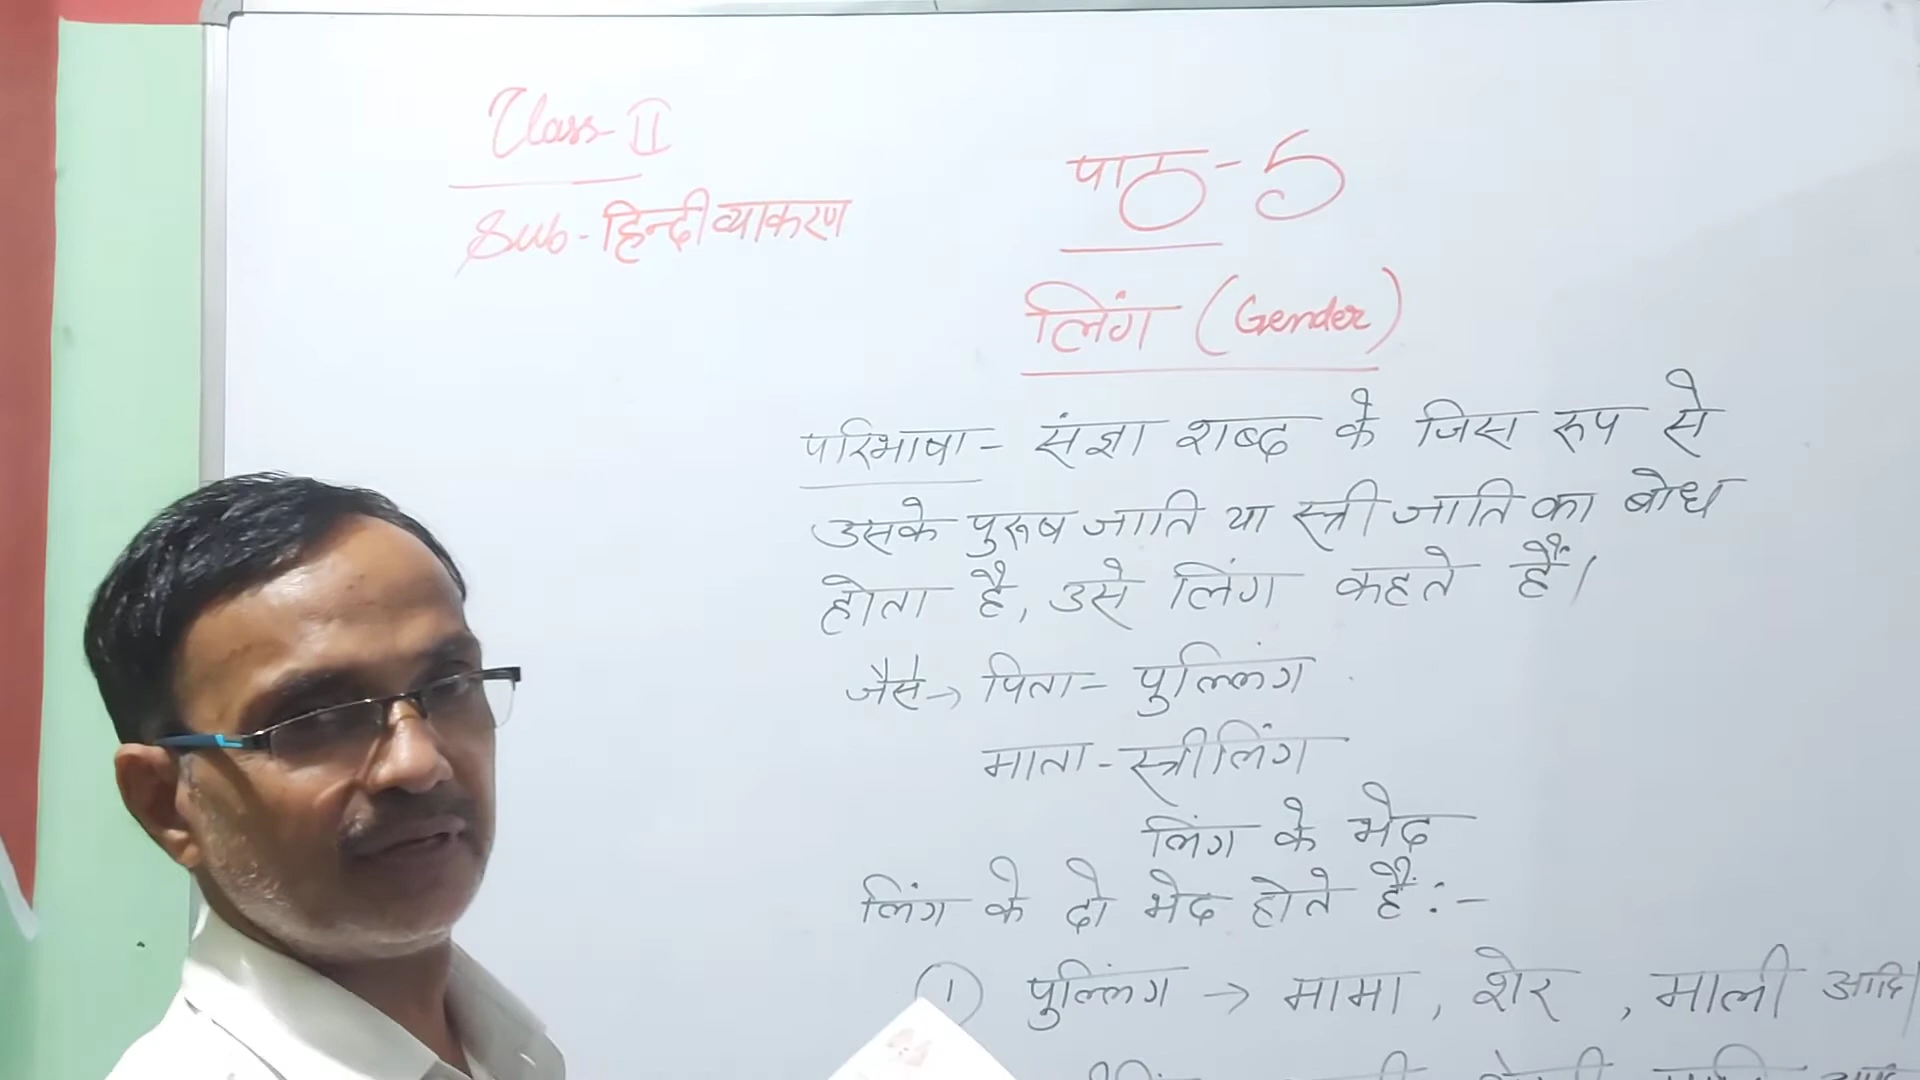 Class-II
Sub-हिन्दी व्याकरण
पाठ-5
लिंग (Gender)
परिभाषा- संज्ञा शब्द के जिस रूप से
उसके पुरूष जाति या स्त्री जाति का बोध
होता है, उसे लिंग कहते हैं।
जैसे→ पिता- पुल्लिंग
माता-स्त्रीलिंग
लिंग के भेद
लिंग के दो भेद होते हैं:-
① पुल्लिंग → मामा, शेर, माली आदि।